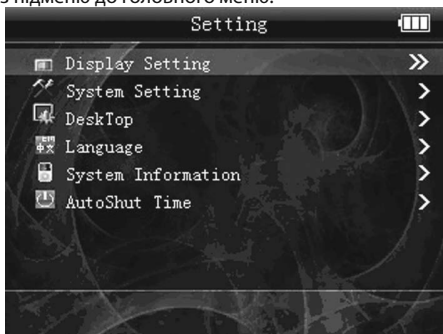 з підменю до головного меню.
Setting
Display Setting
System Setting
DeskTop
Language
System Information
AutoShut Time